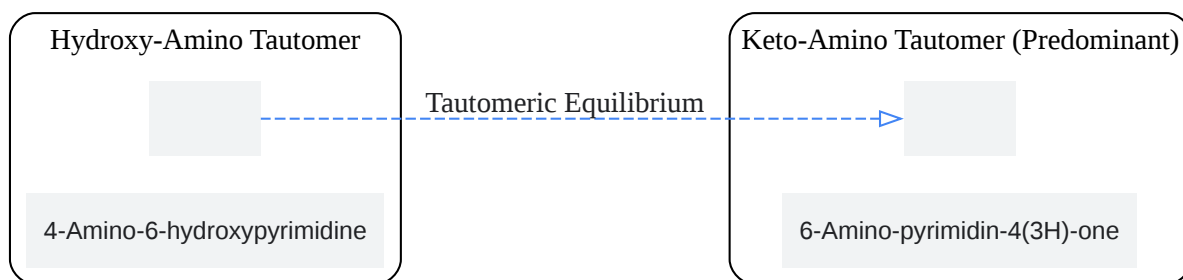 Hydroxy-Amino Tautomer
Keto-Amino Tautomer (Predominant)
Tautomeric Equilibrium
4-Amino-6-hydroxypyrimidine
6-Amino-pyrimidin-4(3H)-one